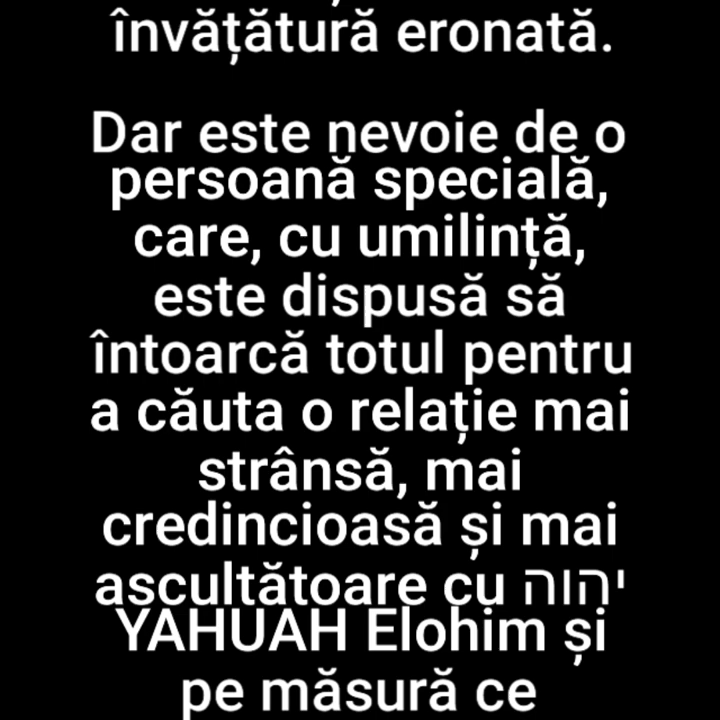 învățătură eronată.
Dar este nevoie de o
persoană specială,
care, cu umilință,
este dispusă să
întoarcă totul pentru
a căuta o relație mai
strânsă, mai
credincioasă și mai
ascultătoare cu יהוה
YAHUAH Elohim și
pe măsură ce